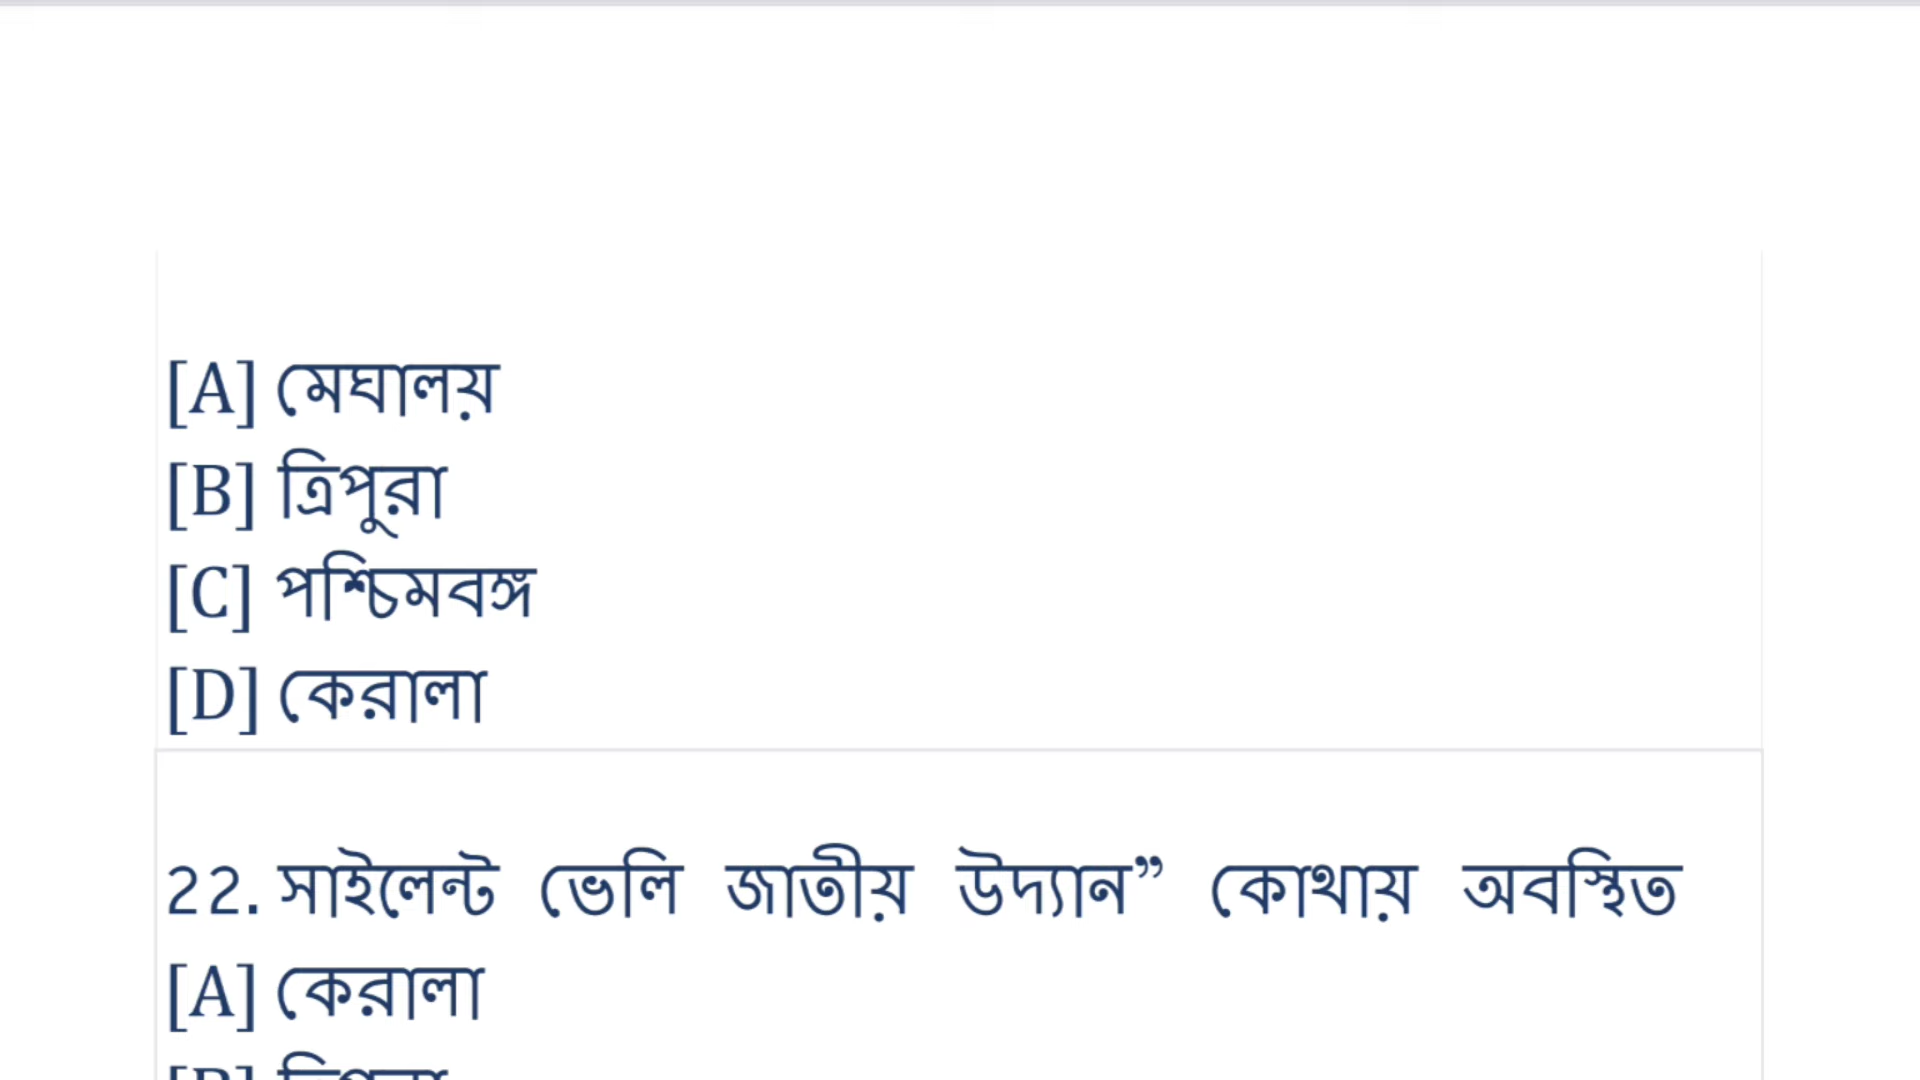 [A] মেঘালয়
[B] ত্রিপুরা
[C] পশ্চিমবঙ্গ
[D] কেরালা
22. সাইলেন্ট ভেলি জাতীয় উদ্যান” কোথায় অবস্থিত
[A] কেরালা
[B] ত্রিপুরা